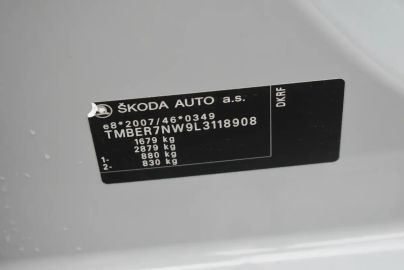 ŠKODA AUTO a.s.
e8*2007/46*0349
TMBER7NW9L3118908
1679 kg
2879 kg
1- 880 kg
2- 830 kg
DKRF